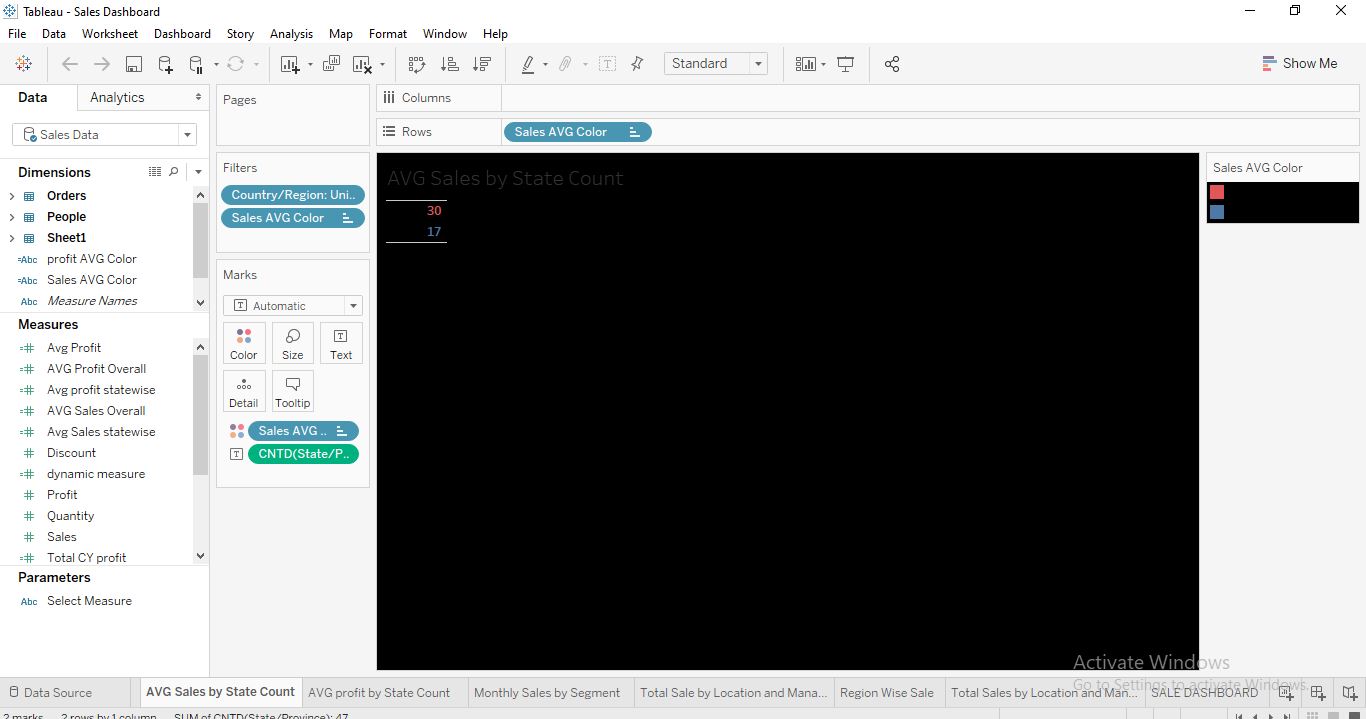 Tableau - Sales Dashboard
File Data Worksheet Dashboard Story Analysis Map Format Window Help
Standard
Show Me
Data Analytics
Sales Data
Dimensions
Orders
People
Sheet1
=Abc profit AVG Color
=Abc Sales AVG Color
Abc Measure Names
Measures
=# Avg Profit
=# AVG Profit Overall
=# Avg profit statewise
=# AVG Sales Overall
=# Avg Sales statewise
# Discount
=# dynamic measure
# Profit
# Quantity
# Sales
=# Total CY profit
Parameters
Abc Select Measure
Pages
Filters
Country/Region: Uni..
Sales AVG Color
Marks
T Automatic
Color Size T Text
Detail Tooltip
Sales AVG ..
T CNTD(State/P..
Columns
Rows Sales AVG Color
AVG Sales by State Count
30
17
Sales AVG Color
Activate Windows
Go to Settings to activate Windows.
Data Source AVG Sales by State Count AVG profit by State Count Monthly Sales by Segment Total Sale by Location and Mana... Region Wise Sale Total Sales by Location and Man... SALE DASHBOARD
2 marks 2 rows by 1 column SUM of CNTD(State/Province): 47